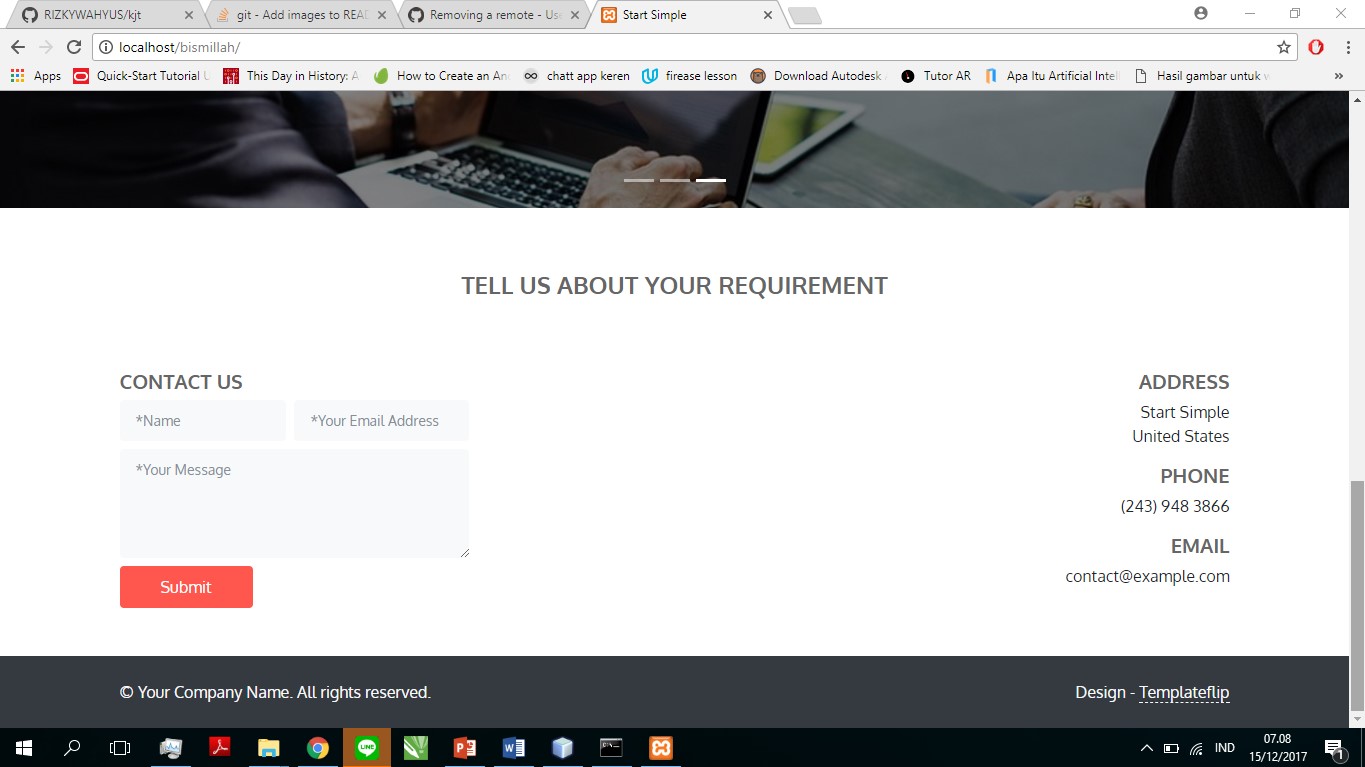 RIZKYWAHYUS/kjt
git - Add images to READ
Removing a remote - Use
Start Simple
localhost/bismillah/
Apps
Quick-Start Tutorial U
This Day in History: A
How to Create an An
chatt app keren
firease lesson
Download Autodesk
Tutor AR
Apa Itu Artificial Intel
Hasil gambar untuk w
TELL US ABOUT YOUR REQUIREMENT
CONTACT US
*Name
*Your Email Address
*Your Message
Submit
ADDRESS
Start Simple
United States
PHONE
(243) 948 3866
EMAIL
contact@example.com
© Your Company Name. All rights reserved.
Design - Templateflip
LINE
IND
07.08
15/12/2017
1